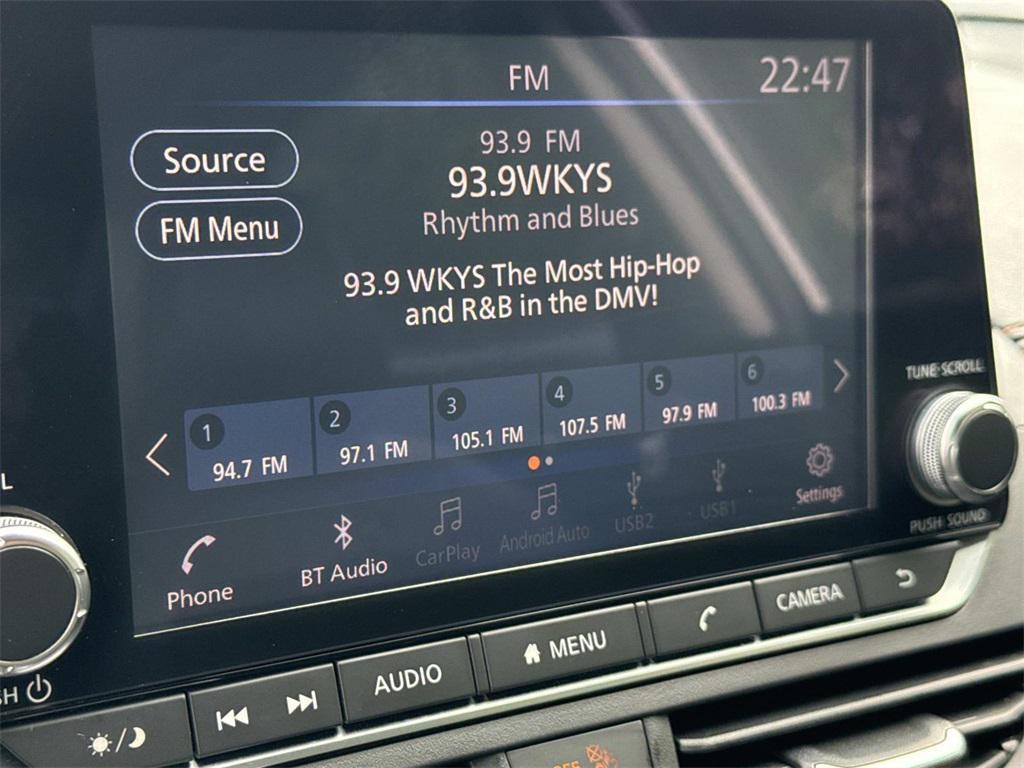 FM
22:47
Source
FM Menu
93.9 FM
93.9WKYS
Rhythm and Blues
93.9 WKYS The Most Hip-Hop
and R&B in the DMV!
1
94.7 FM
2
97.1 FM
3
105.1 FM
4
107.5 FM
5
97.9 FM
6
100.3 FM
Phone
BT Audio
CarPlay
Android Auto
USB2
USB1
Settings
TUNE·SCROLL
PUSH SOUND
AUDIO
MENU
CAMERA